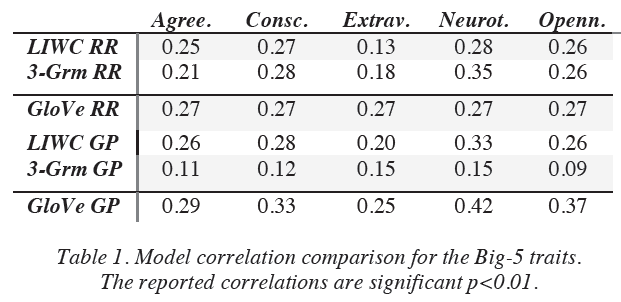 Agree. Consc. Extrav. Neurot. Openn.
LIWC RR 0.25 0.27 0.13 0.28 0.26
3-Grm RR 0.21 0.28 0.18 0.35 0.26
GloVe RR 0.27 0.27 0.27 0.27 0.27
LIWC GP 0.26 0.28 0.20 0.33 0.26
3-Grm GP 0.11 0.12 0.15 0.15 0.09
GloVe GP 0.29 0.33 0.25 0.42 0.37
Table 1. Model correlation comparison for the Big-5 traits.
The reported correlations are significant p<0.01.